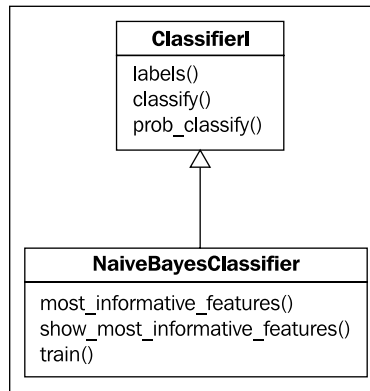 ClassifierI
labels()
classify()
prob_classify()
NaiveBayesClassifier
most_informative_features()
show_most_informative_features()
train()